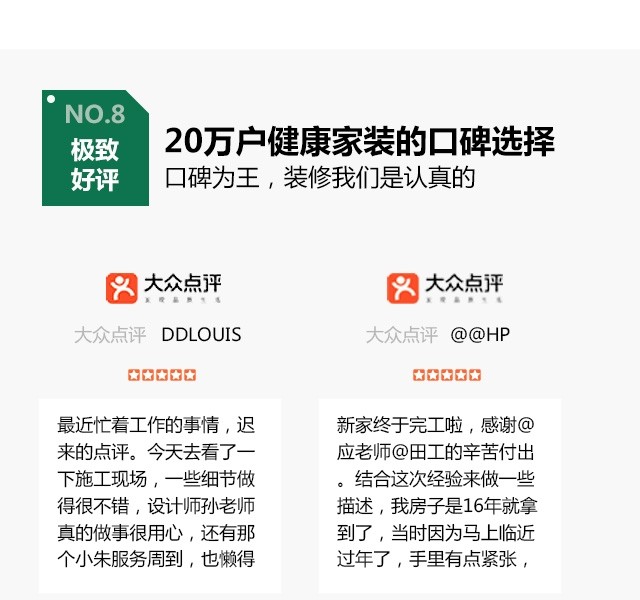 NO.8
极致
好评
20万户健康家装的口碑选择
口碑为王，装修我们是认真的
大众点评
大众点评 DDLOUIS
最近忙着工作的事情，迟
来的点评。今天去看了一
下施工现场，一些细节做
得很不错，设计师孙老师
真的做事很用心，还有那
个小朱服务周到，也懒得
大众点评
大众点评 @@HP
新家终于完工啦，感谢@
应老师@田工的辛苦付出
。结合这次经验来做一些
描述，我房子是16年就拿
到了，当时因为马上临近
过年了，手里有点紧张，